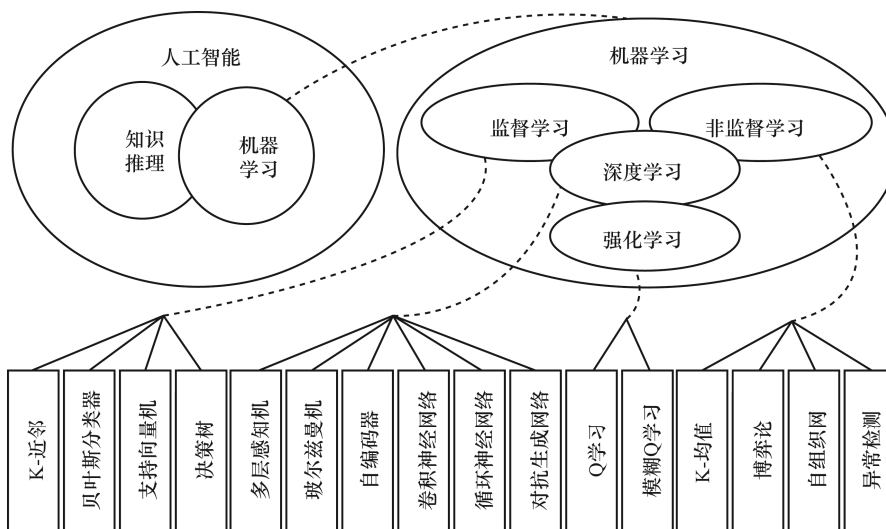 人工智能
知识
推理
机器
学习
机器学习
监督学习
非监督学习
深度学习
强化学习
K-近邻
贝叶斯分类器
支持向量机
决策树
多层感知机
玻尔兹曼机
自编码器
卷积神经网络
循环神经网络
对抗生成网络
Q学习
模糊Q学习
K-均值
博弈论
自组织网
异常检测